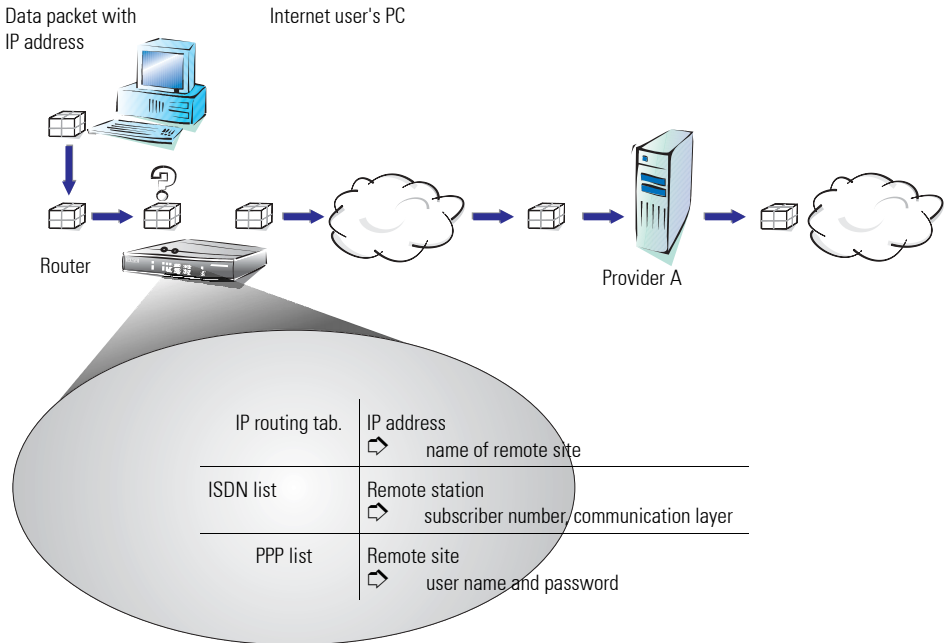 Data packet with
IP address
Internet user's PC
Router
Provider A
IP routing tab.
IP address
name of remote site
ISDN list
Remote station
subscriber number, communication layer
PPP list
Remote site
user name and password